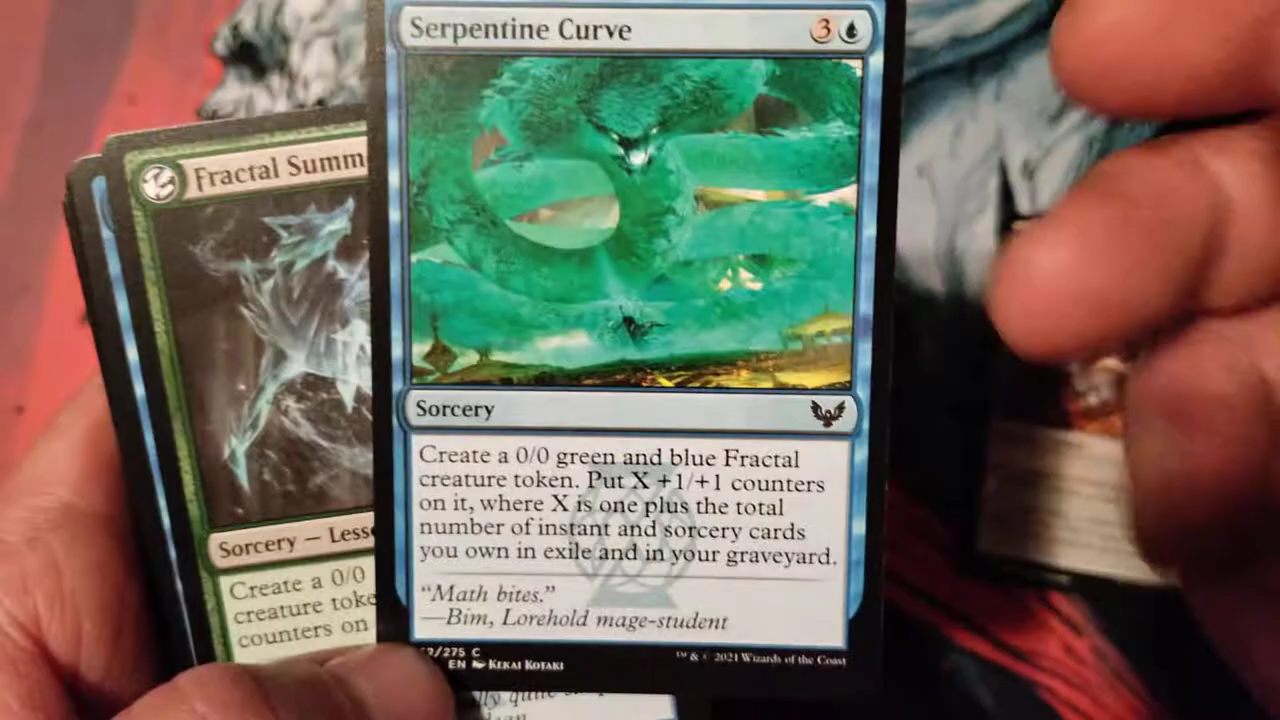 Serpentine Curve
3
Sorcery
Create a 0/0 green and blue Fractal
creature token. Put X +1/+1 counters
on it, where X is one plus the total
number of instant and sorcery cards
you own in exile and in your graveyard.
“Math bites.”
—Bim, Lorehold mage-student
/275 C
EN Kekai Kotaki
™ & © 2021 Wizards of the Coast
Fractal Summ
Sorcery — Less
Create a 0/0
creature toke
counters on